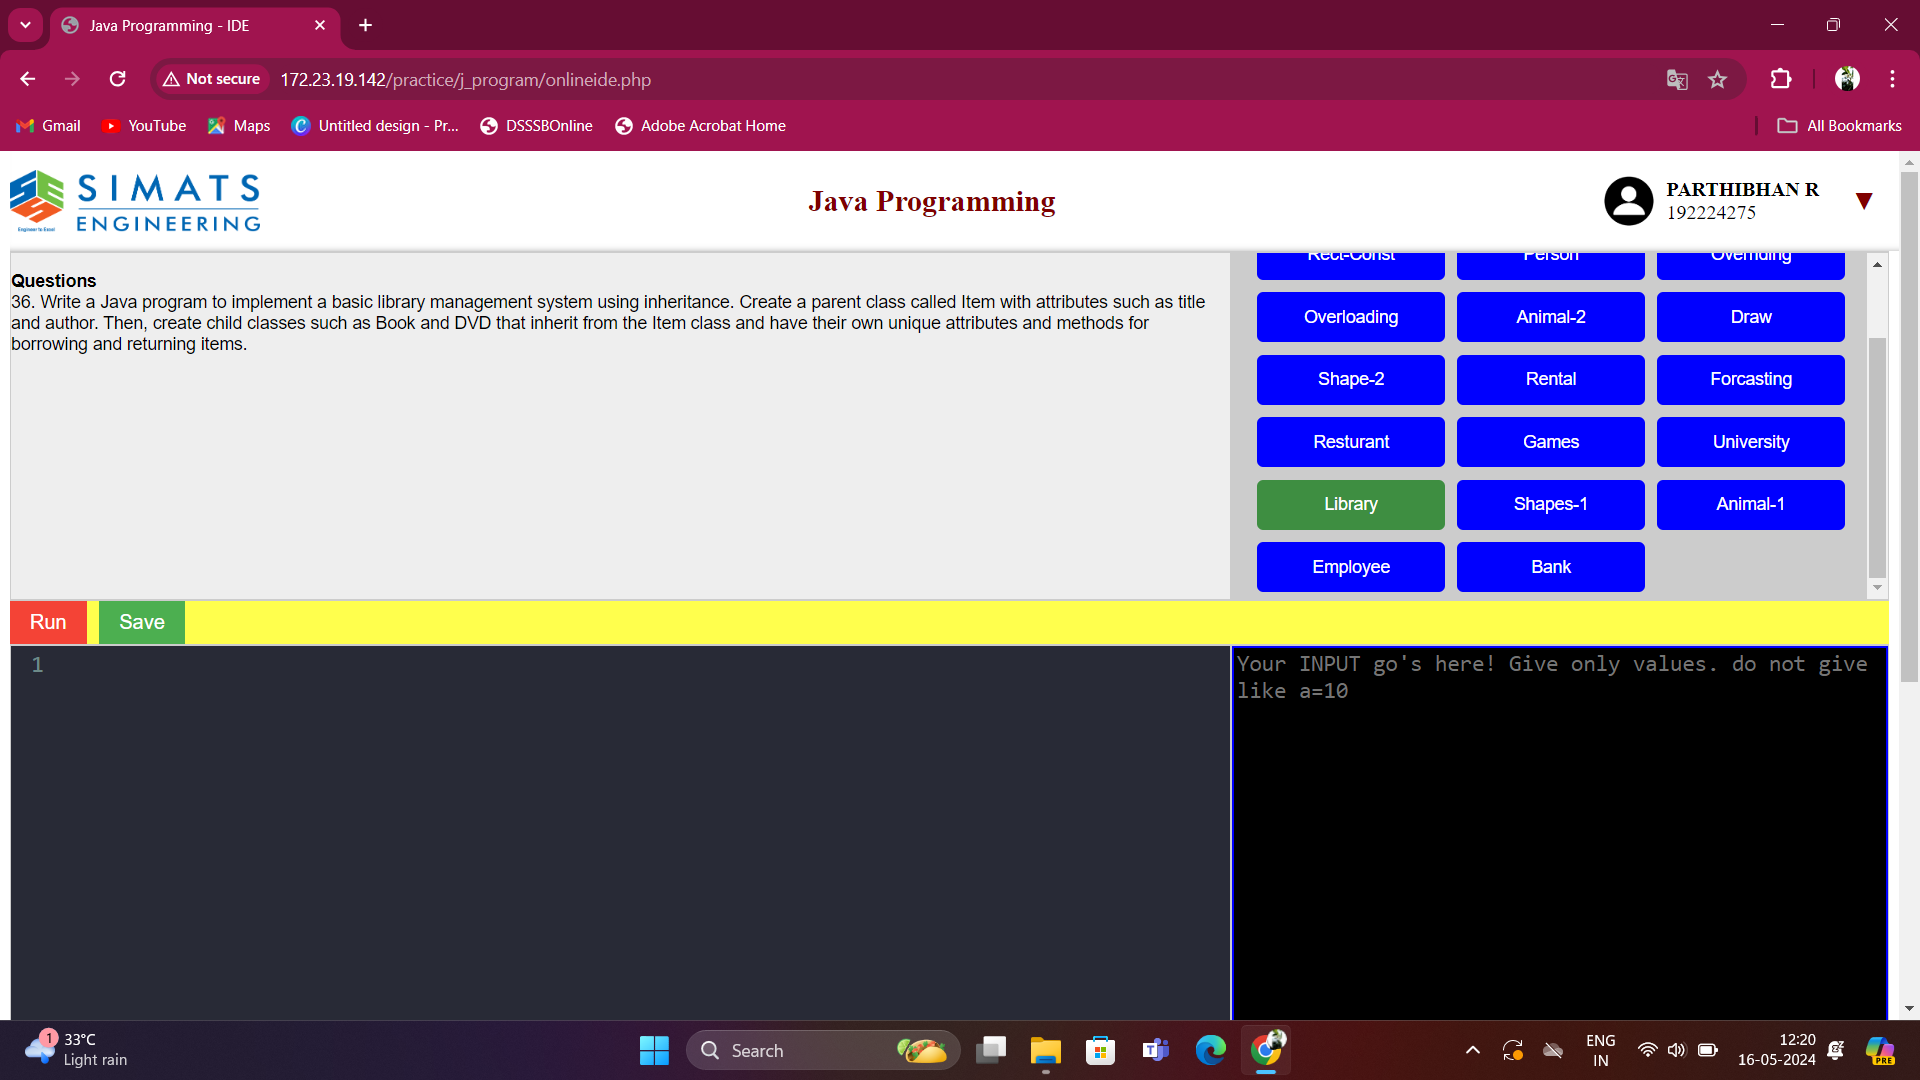 Java Programming - IDE
Not secure
172.23.19.142/practice/j_program/onlineide.php
Gmail
YouTube
Maps
Untitled design - Pr...
DSSSBOnline
Adobe Acrobat Home
All Bookmarks
SIMATS
ENGINEERING
Engineer to Excel
Java Programming
PARTHIBHAN R
192224275
Questions
36. Write a Java program to implement a basic library management system using inheritance. Create a parent class called Item with attributes such as title
and author. Then, create child classes such as Book and DVD that inherit from the Item class and have their own unique attributes and methods for
borrowing and returning items.
Rect-Const
Person
Overriding
Overloading
Animal-2
Draw
Shape-2
Rental
Forcasting
Resturant
Games
University
Library
Shapes-1
Animal-1
Employee
Bank
Run
Save
1
Your INPUT go's here! Give only values. do not give
like a=10
1
33°C
Light rain
Search
ENG
IN
12:20
16-05-2024
PRE